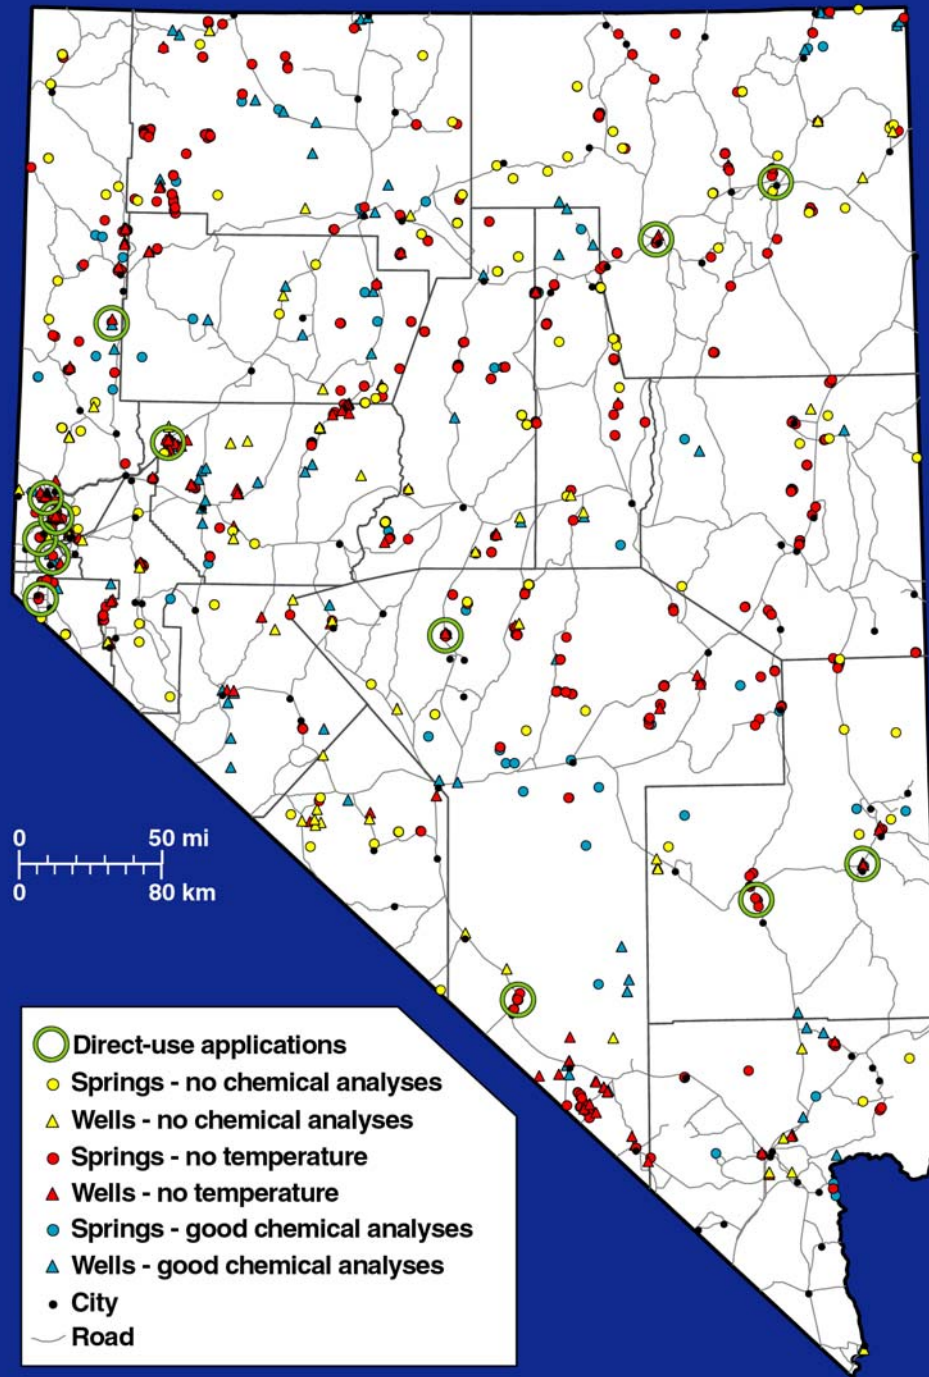 0 50 mi
0 80 km
Direct-use applications
Springs - no chemical analyses
Wells - no chemical analyses
Springs - no temperature
Wells - no temperature
Springs - good chemical analyses
Wells - good chemical analyses
City
Road